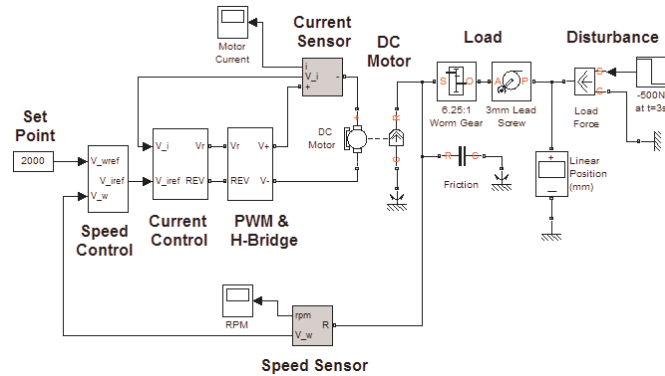 Motor
Current
Current
Sensor
i
V_i
-
+
DC
Motor
Load
Disturbance
S
O
6.25:1
Worm Gear
A
P
3mm Lead
Screw
Load
Force
-500N
at t=3s
Set
Point
2000
V_wref
V_iref
V_w
Speed
Control
V_i
Vr
V_iref
REV
Current
Control
Vr
V+
REV
V-
PWM &
H-Bridge
DC
Motor
R
C
Friction
+
Linear
Position
(mm)
RPM
rpm
V_w
R
Speed Sensor